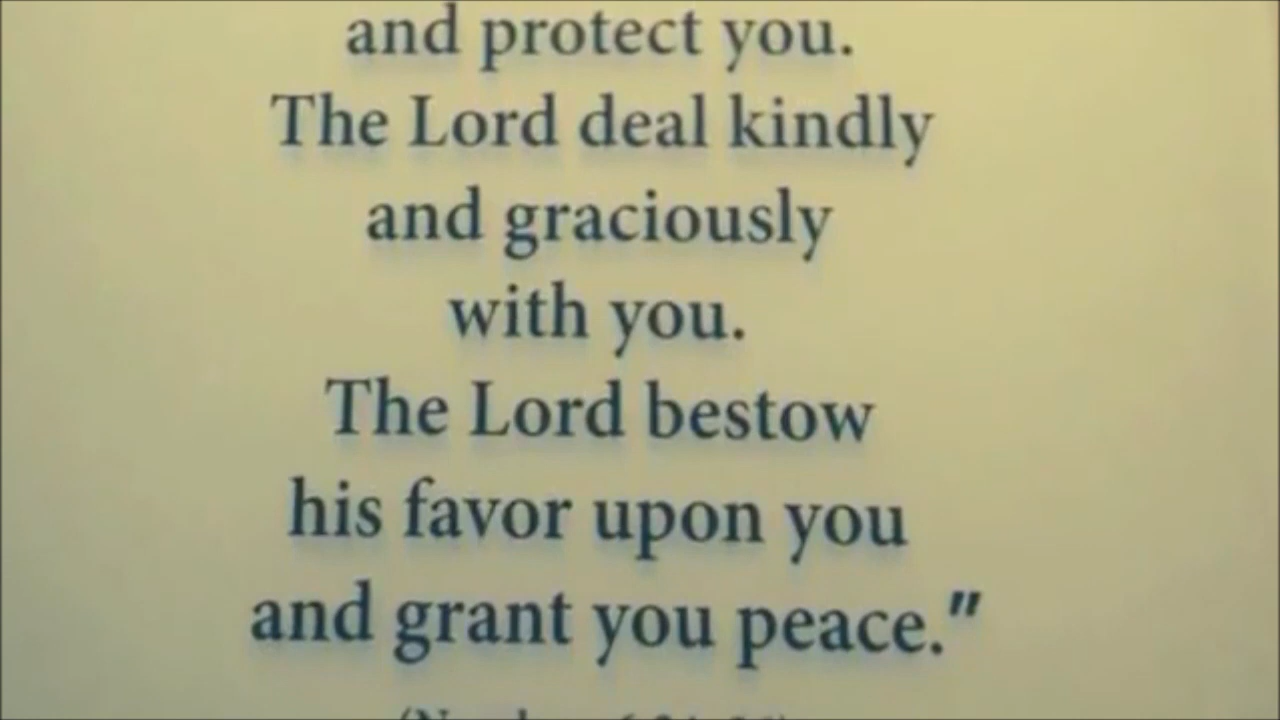 and protect you.
The Lord deal kindly
and graciously
with you.
The Lord bestow
his favor upon you
and grant you peace."